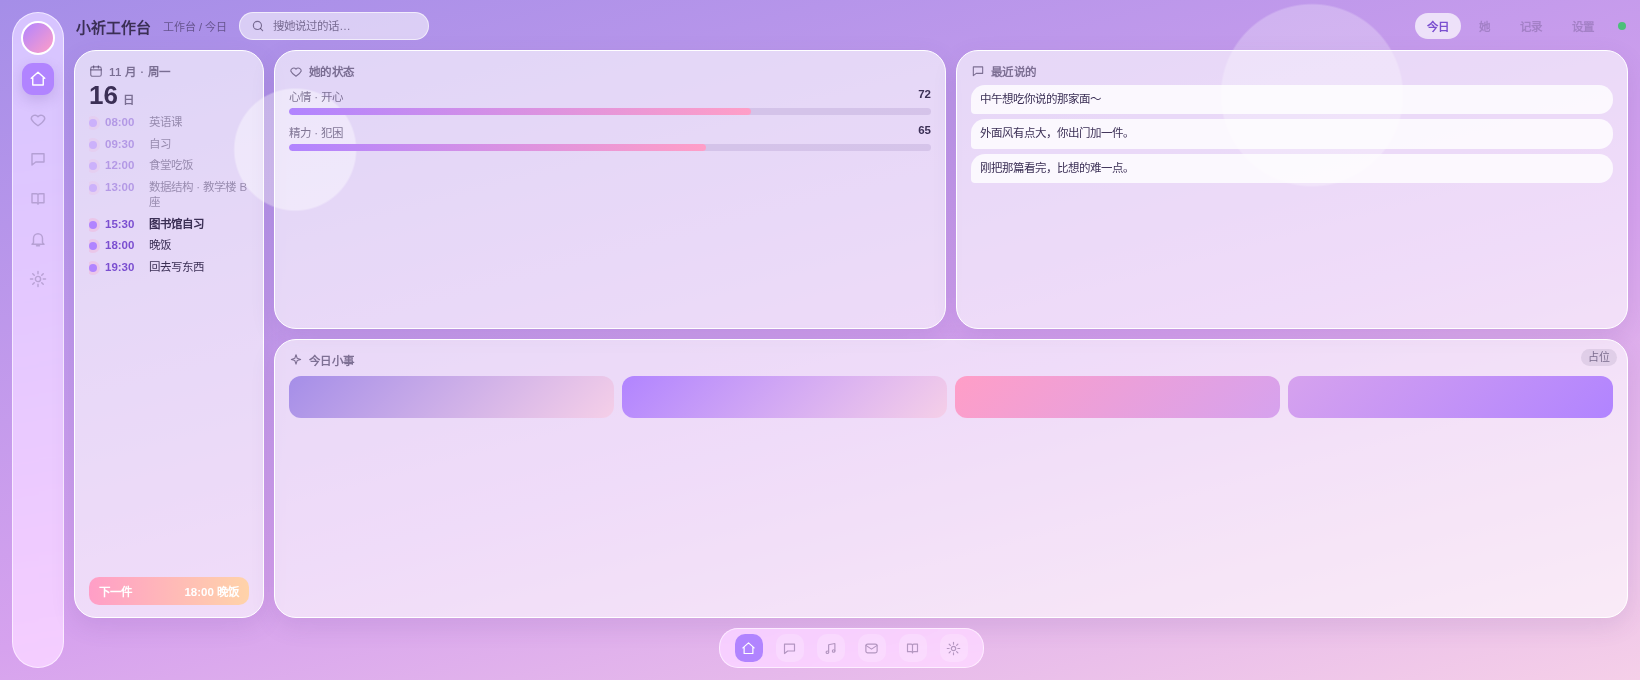 小祈工作台
工作台 / 今日
搜她说过的话…
今日
她
记录
设置
11 月 · 周一
16 日
08:00 英语课
09:30 自习
12:00 食堂吃饭
13:00 数据结构 · 教学楼 B
座
15:30 图书馆自习
18:00 晚饭
19:30 回去写东西
下一件 18:00 晚饭
她的状态
心情 · 开心 72
精力 · 犯困 65
最近说的
中午想吃你说的那家面～
外面风有点大，你出门加一件。
刚把那篇看完，比想的难一点。
今日小事
占位